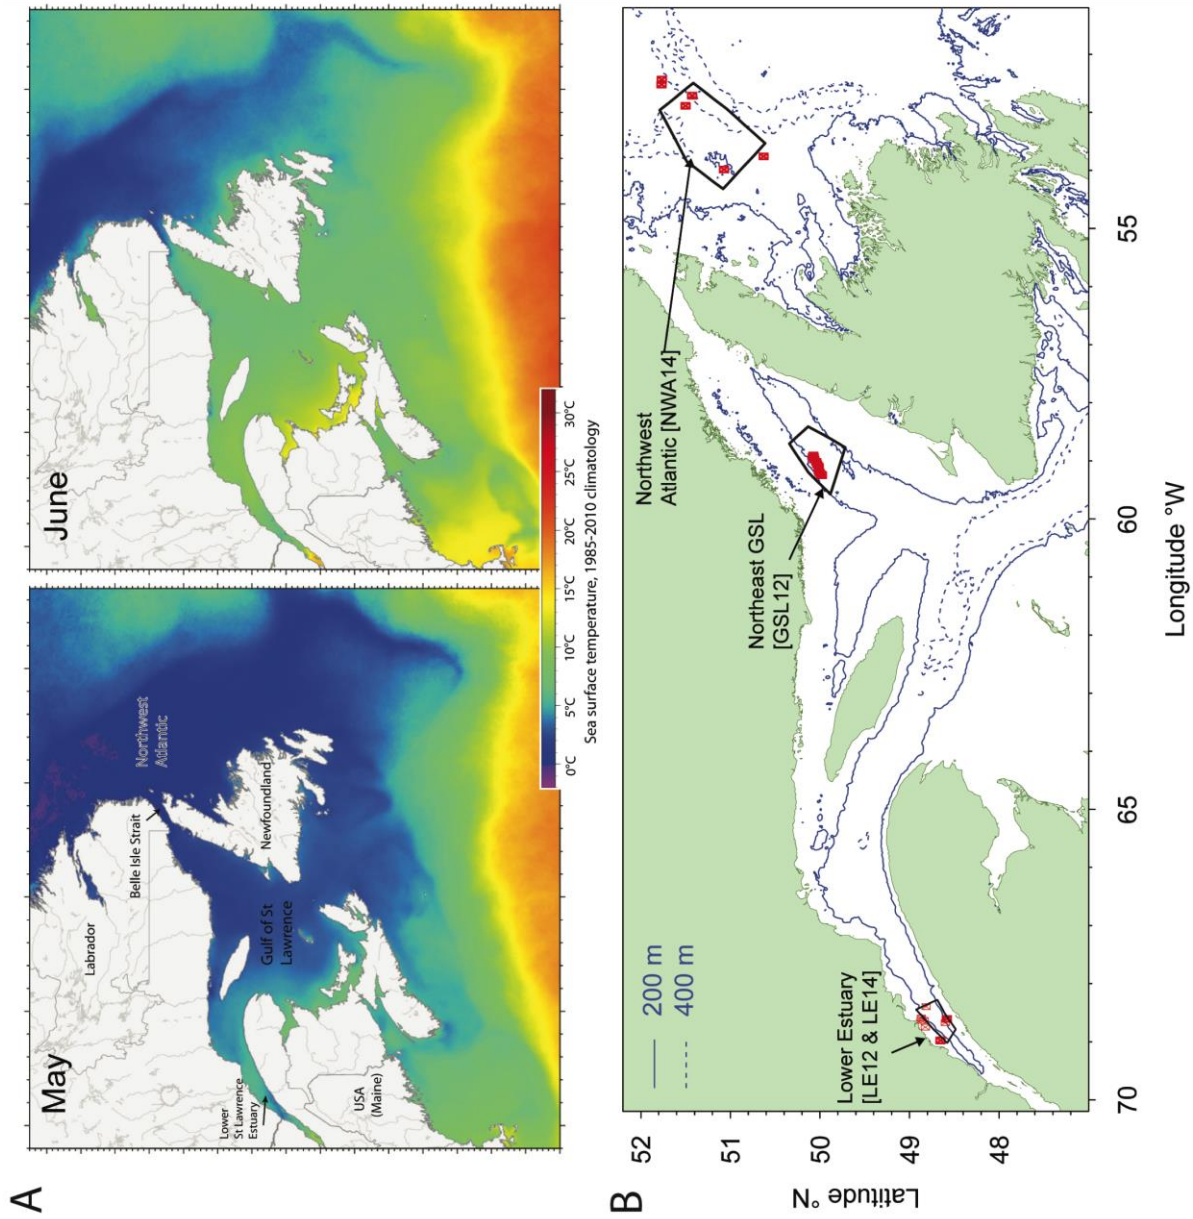 A
May
Labrador
Belle Isle Strait
Northwest
Atlantic
Newfoundland
Gulf of St
Lawrence
Lower
St Lawrence
Estuary
USA
(Maine)
June
0°C
5°C
10°C
15°C
20°C
25°C
30°C
Sea surface temperature, 1985-2010 climatology
B
200 m
400 m
Lower Estuary
[LE12 & LE14]
Northeast GSL
[GSL12]
Northwest
Atlantic [NWA14]
52
51
50
49
48
Latitude °N
70
65
60
55
Longitude °W